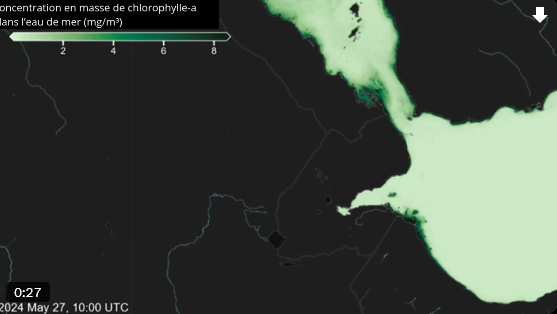 oncentration en masse de chlorophylle-a
dans l'eau de mer (mg/m³)
2 4 6 8
0:27
2024 May 27, 10:00 UTC